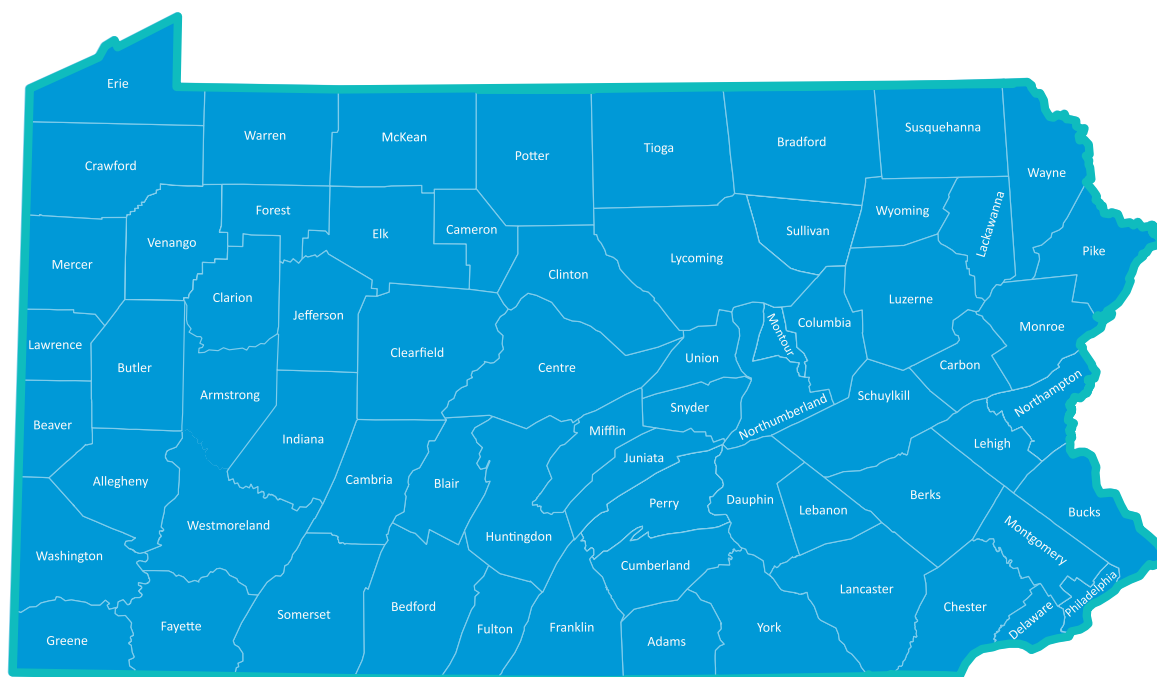 Erie
Warren
McKean
Potter
Tioga
Bradford
Susquehanna
Wayne
Crawford
Forest
Elk
Cameron
Sullivan
Wyoming
Lackawanna
Pike
Venango
Mercer
Clarion
Jefferson
Clinton
Lycoming
Luzerne
Monroe
Lawrence
Butler
Clearfield
Centre
Union
Montour
Columbia
Carbon
Northampton
Armstrong
Beaver
Indiana
Snyder
Mifflin
Northumberland
Schuylkill
Lehigh
Juniata
Allegheny
Cambria
Blair
Perry
Dauphin
Lebanon
Berks
Bucks
Westmoreland
Huntingdon
Montgomery
Washington
Cumberland
Lancaster
Philadelphia
Somerset
Bedford
Chester
Delaware
Greene
Fayette
Fulton
Franklin
Adams
York